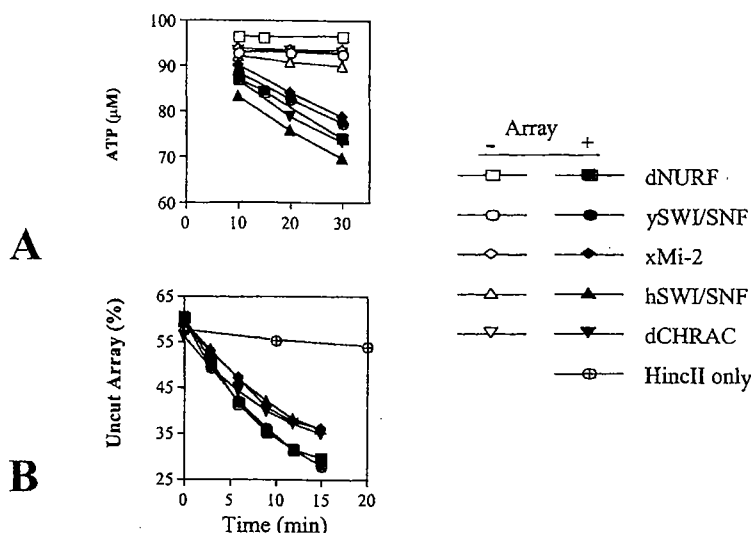 A
ATP (μM)
100
90
80
70
60
0
10
20
30
B
Uncut Array (%)
65
55
45
35
25
0
5
10
15
20
Time (min)
Array
- +
dNURF
ySWI/SNF
xMi-2
hSWI/SNF
dCHRAC
HincII only